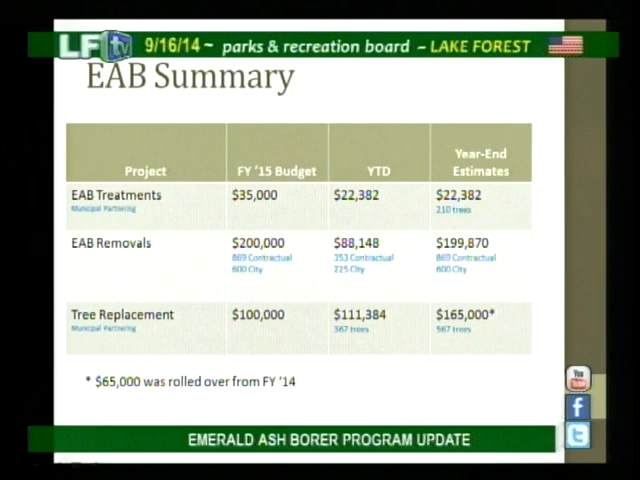 LFtv 9/16/14 ~ parks & recreation board ~ LAKE FOREST
EAB Summary
Project FY '15 Budget YTD Year-End Estimates
EAB Treatments $35,000 $22,382 $22,382
Municipal Partnering 210 trees
EAB Removals $200,000 $88,148 $199,870
869 Contractual 353 Contractual 869 Contractual
600 City 225 City 600 City
Tree Replacement $100,000 $111,384 $165,000*
Municipal Partnering 367 trees 567 trees
* $65,000 was rolled over from FY '14
You Tube
f
EMERALD ASH BORER PROGRAM UPDATE